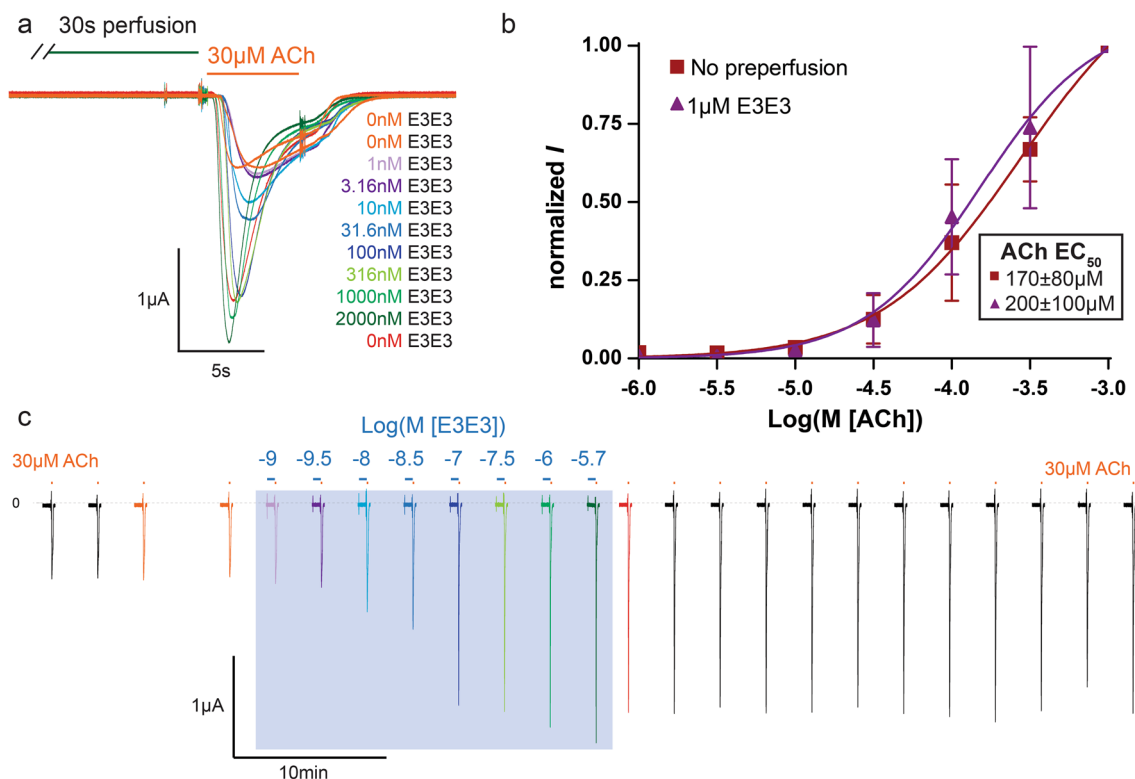 a
30s perfusion
30µM ACh
0nM E3E3
0nM E3E3
1nM E3E3
3.16nM E3E3
10nM E3E3
31.6nM E3E3
100nM E3E3
316nM E3E3
1000nM E3E3
2000nM E3E3
0nM E3E3
1µA
5s
b
normalized I
1.00
0.75
0.50
0.25
0.00
No preperfusion
1µM E3E3
ACh EC50
170±80µM
200±100µM
-6.0 -5.5 -5.0 -4.5 -4.0 -3.5 -3.0
Log(M [ACh])
c
Log(M [E3E3])
30µM ACh
-9 -9.5 -8 -8.5 -7 -7.5 -6 -5.7
30µM ACh
0
1µA
10min